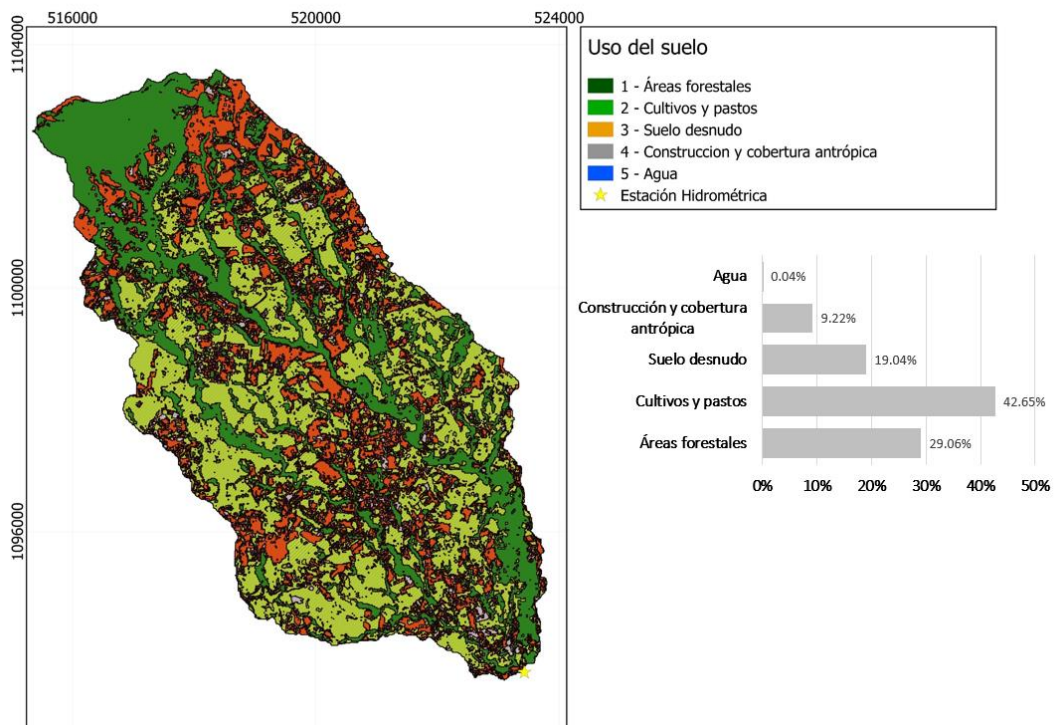 516000
520000
524000
1104000
1100000
1096000
Uso del suelo
1 - Áreas forestales
2 - Cultivos y pastos
3 - Suelo desnudo
4 - Construccion y cobertura antrópica
5 - Agua
Estación Hidrométrica
Agua
0.04%
Construcción y cobertura
antrópica
9.22%
Suelo desnudo
19.04%
Cultivos y pastos
42.65%
Áreas forestales
29.06%
0% 10% 20% 30% 40% 50%